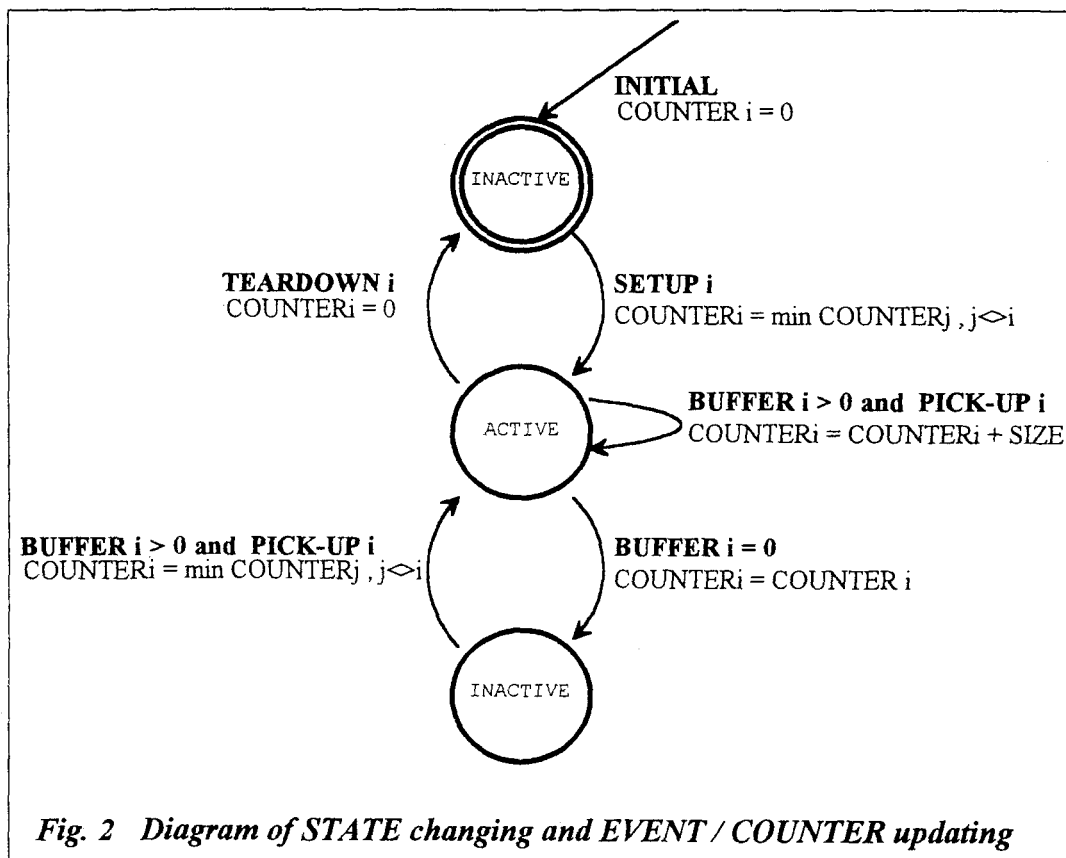 INITIAL
COUNTER i = 0
INACTIVE
TEARDOWN i
COUNTERi = 0
SETUP i
COUNTERi = min COUNTERj , j<>i
ACTIVE
BUFFER i > 0 and PICK-UP i
COUNTERi = COUNTERi + SIZE
BUFFER i > 0 and PICK-UP i
COUNTERi = min COUNTERj , j<>i
BUFFER i = 0
COUNTERi = COUNTER i
INACTIVE
Fig. 2 Diagram of STATE changing and EVENT / COUNTER updating